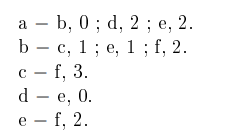 a – b, 0 ; d, 2 ; e, 2.
b – c, 1 ; e, 1 ; f, 2.
c – f, 3.
d – e, 0.
e – f, 2.